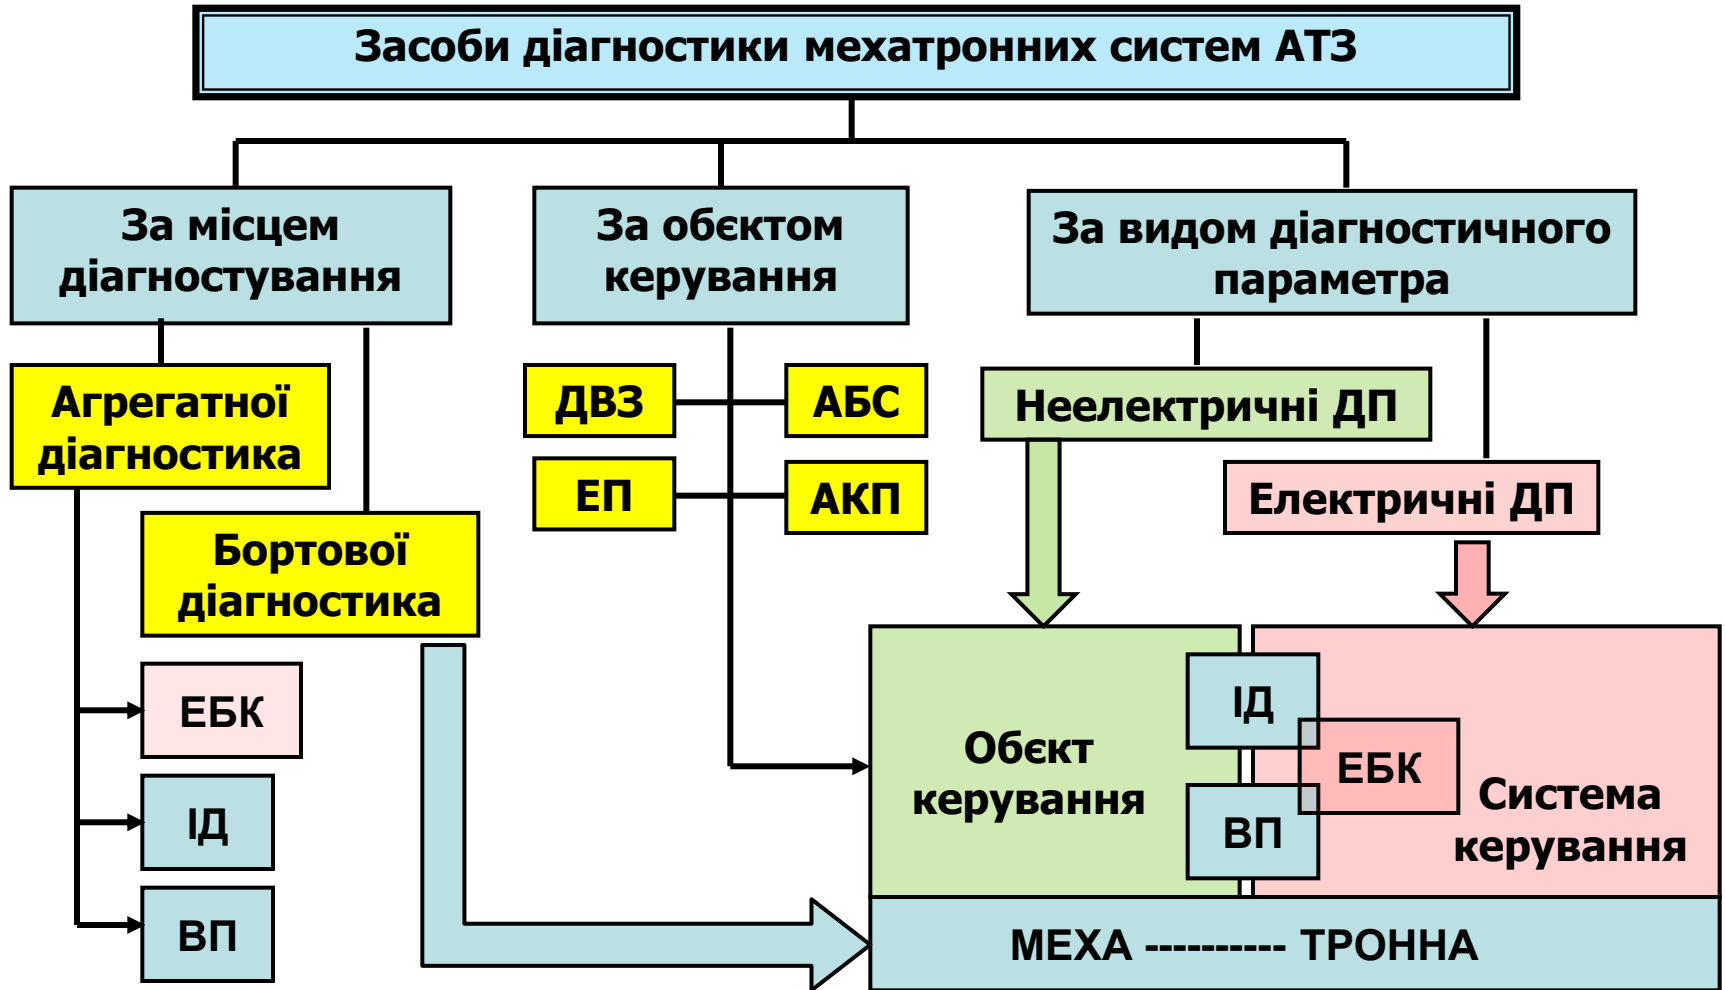 Засоби діагностики мехатронних систем АТЗ
За місцем
діагностування
За обєктом
керування
За видом діагностичного
параметра
Агрегатної
діагностика
ДВЗ
АБС
Неелектричні ДП
ЕП
АКП
Електричні ДП
Бортової
діагностика
ЕБК
ІД
ВП
Обєкт
керування
ІД
ЕБК
ВП
Система
керування
МЕХА ---------- ТРОННА